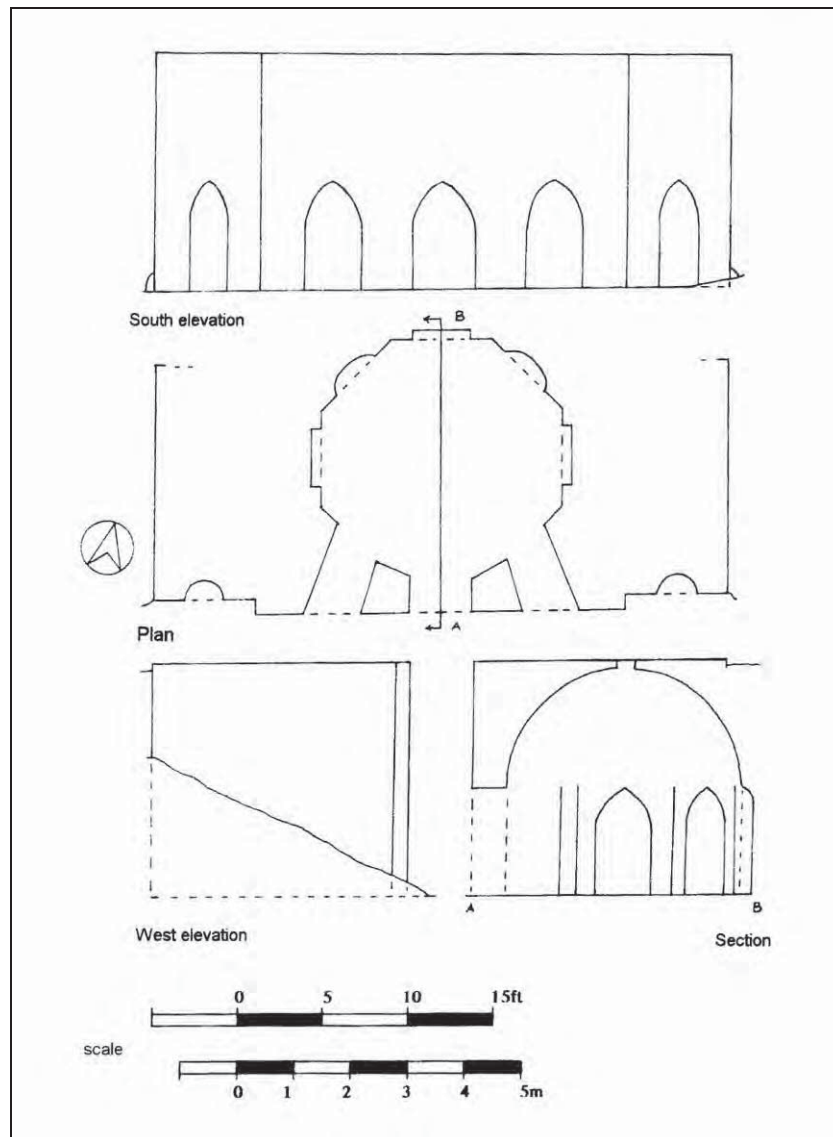 South elevation
B
A
Plan
A
B
West elevation
Section
0 5 10 15ft
scale
0 1 2 3 4 5m